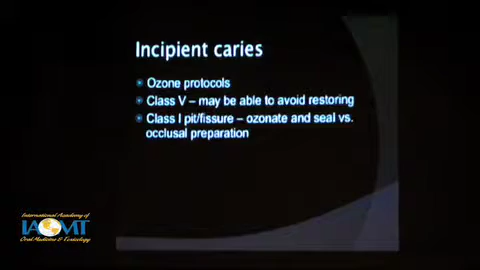 Incipient caries
Ozone protocols
Class V – may be able to avoid restoring
Class I pit/fissure – ozonate and seal vs.
occlusal preparation
International Academy of
IAOMT
Oral Medicine & Toxicology